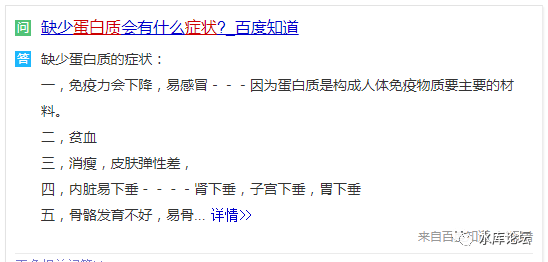 问 缺少蛋白质会有什么症状?_百度知道
答 缺少蛋白质的症状：
一，免疫力会下降，易感冒－－－因为蛋白质是构成人体免疫物质要主要的材
料。
二，贫血
三，消瘦，皮肤弹性差，
四，内脏易下垂－－－－肾下垂，子宫下垂，胃下垂
五，骨骼发育不好，易骨... 详情>>
来自百
水库论坛